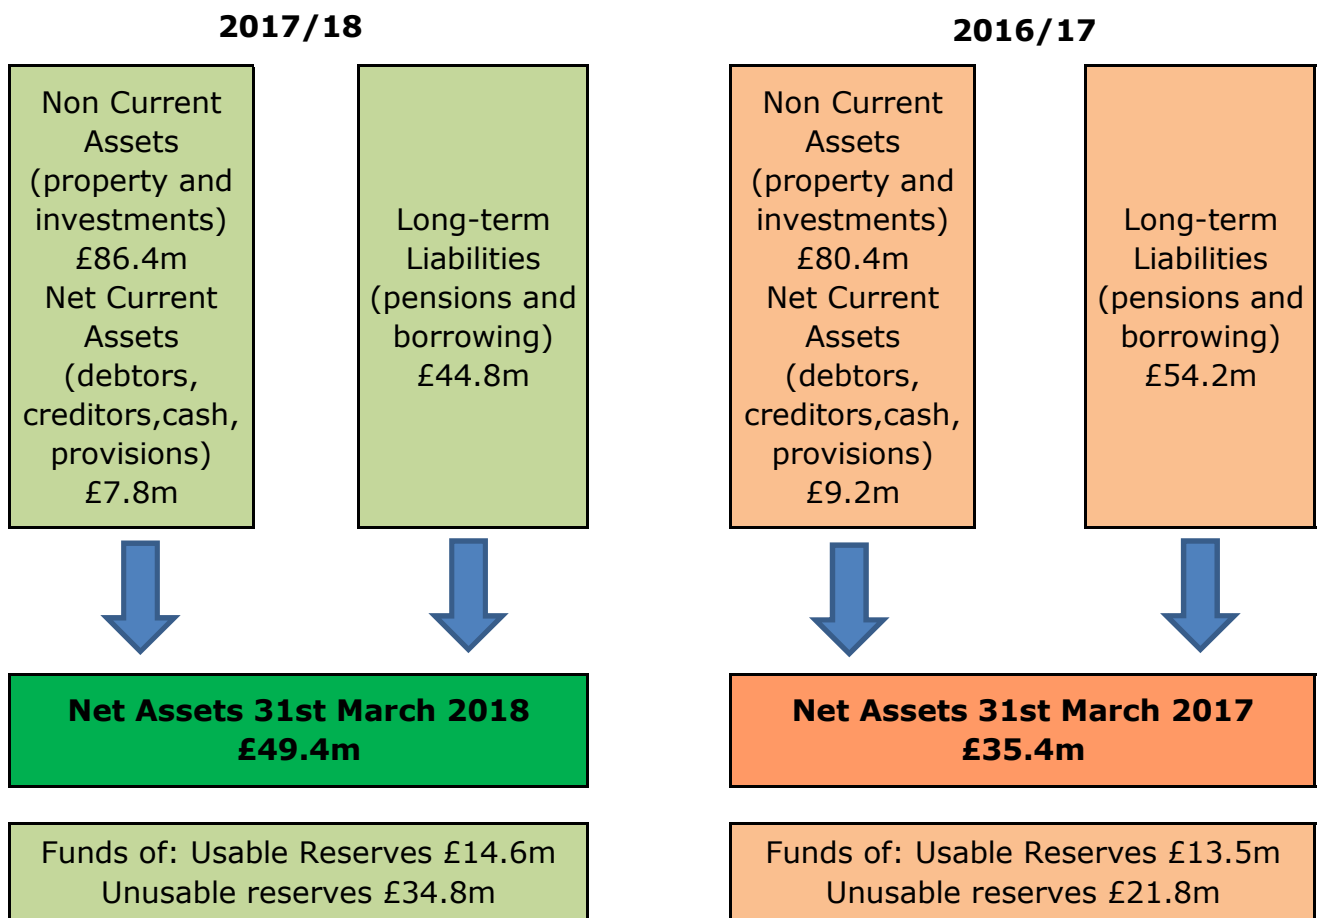 2017/18
Non Current
Assets
(property and
investments)
£86.4m
Net Current
Assets
(debtors,
creditors,cash,
provisions)
£7.8m
Long-term
Liabilities
(pensions and
borrowing)
£44.8m
Net Assets 31st March 2018
£49.4m
Funds of: Usable Reserves £14.6m
Unusable reserves £34.8m
2016/17
Non Current
Assets
(property and
investments)
£80.4m
Net Current
Assets
(debtors,
creditors,cash,
provisions)
£9.2m
Long-term
Liabilities
(pensions and
borrowing)
£54.2m
Net Assets 31st March 2017
£35.4m
Funds of: Usable Reserves £13.5m
Unusable reserves £21.8m